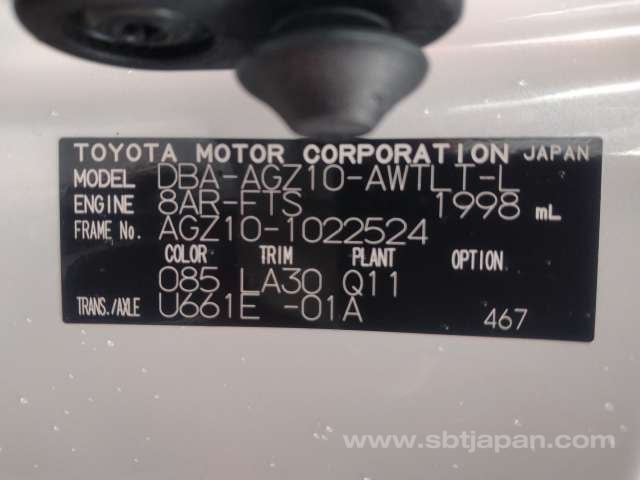 TOYOTA MOTOR CORPORATION JAPAN
MODEL DBA-AGZ10-AWTLT-L
ENGINE 8AR-FTS 1998 mL
FRAME No. AGZ10-1022524
COLOR TRIM PLANT OPTION
085 LA30 Q11
TRANS./AXLE U661E -01A 467
www.sbtjapan.com